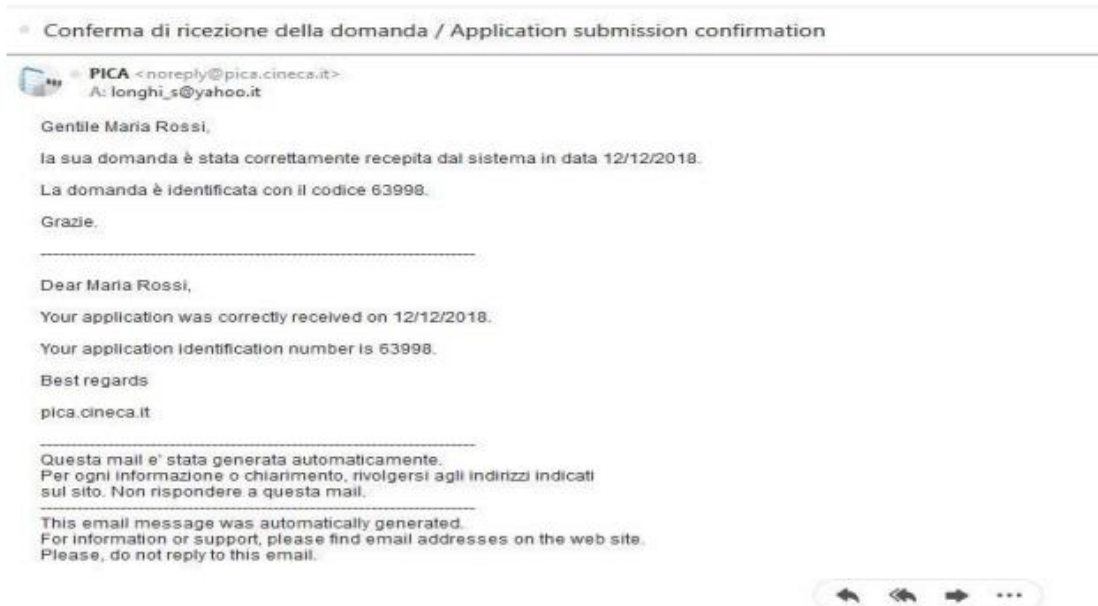 Conferma di ricezione della domanda / Application submission confirmation
PICA <noreply@pica.cineca.it>
A: longhi_s@yahoo.it
Gentile Maria Rossi,
la sua domanda è stata correttamente recepita dal sistema in data 12/12/2018.
La domanda è identificata con il codice 63998.
Grazie.
------------------------------------------------------------------------
Dear Maria Rossi,
Your application was correctly received on 12/12/2018.
Your application identification number is 63998.
Best regards
pica.cineca.it
------------------------------------------------------------------------
Questa mail e' stata generata automaticamente.
Per ogni informazione o chiarimento, rivolgersi agli indirizzi indicati
sul sito. Non rispondere a questa mail.
------------------------------------------------------------------------
This email message was automatically generated.
For information or support, please find email addresses on the web site.
Please, do not reply to this email.